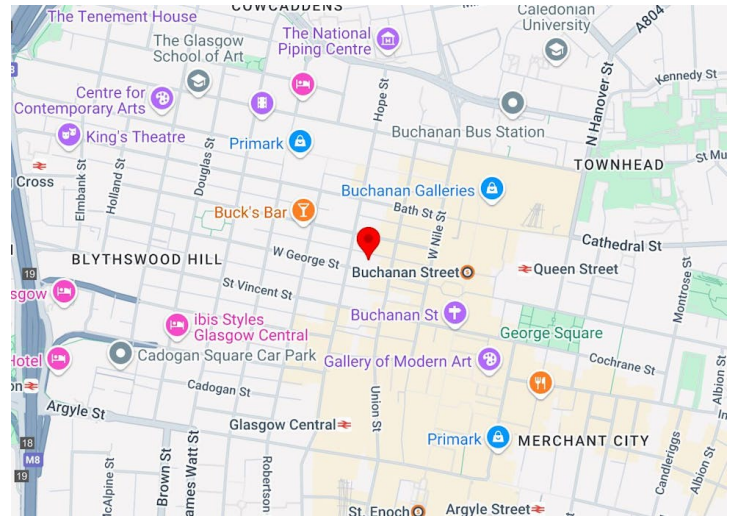 COWCADDENS
Caledonian
University
A804
The Tenement House
The National
Piping Centre
The Glasgow
School of Art
Hope St
N Hanover St
Kennedy St
Centre for
Contemporary Arts
Buchanan Bus Station
King's Theatre
Primark
Douglas St
TOWNHEAD
St Mu
Cross
Elmbank St
Holland St
Buchanan Galleries
Buck's Bar
Bath St
W Nile St
Cathedral St
BLYTHSWOOD HILL
W George St
Buchanan Street
Queen Street
19
sgow
St Vincent St
Montrose St
ibis Styles
Glasgow Central
Buchanan St
George Square
Hotel
Cadogan Square Car Park
Gallery of Modern Art
Cochrane St
on
Cadogan St
Union St
Albion St
Argyle St
In
Glasgow Central
Primark
MERCHANT CITY
18
M8
19
McAlpine St
Brown St
James Watt St
Robertson
Candleriggs
Albion St
St. Enoch
Argyle Street